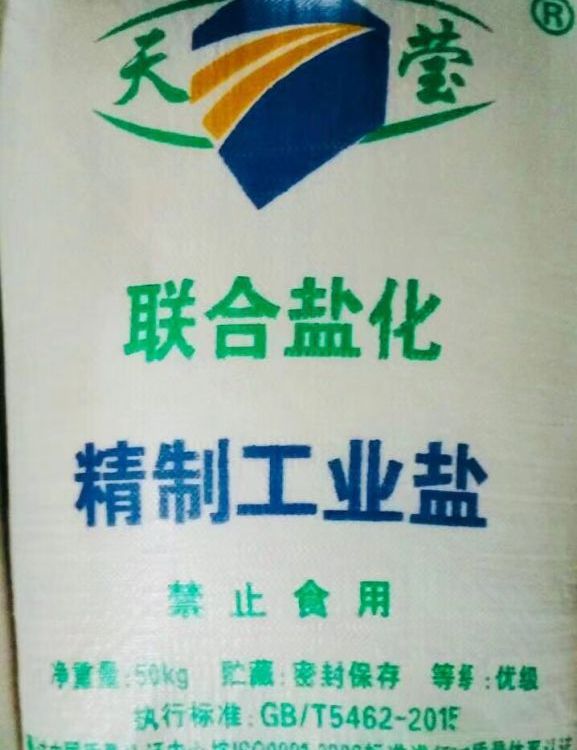 天 莹 ®
联合盐化
精制工业盐
禁止食用
净重量:50kg 贮藏:密封保存 等级:优级
执行标准:GB/T5462-2015